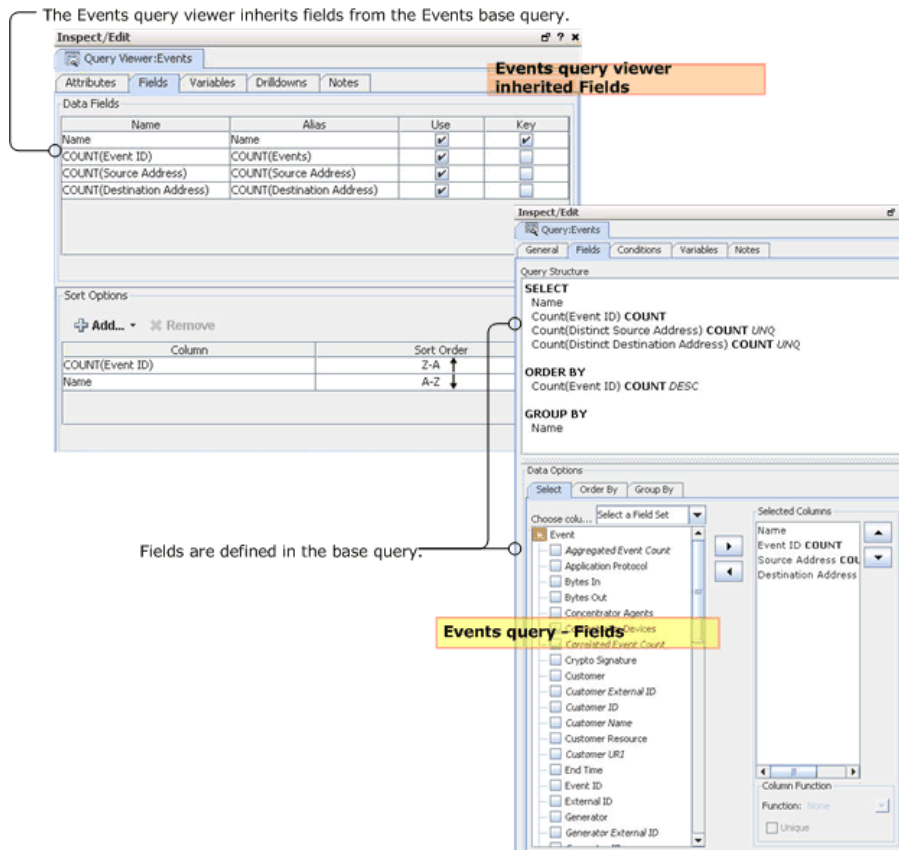 The Events query viewer inherits fields from the Events base query.
Inspect/Edit
Query Viewer:Events
Events query viewer
inherited Fields
Attributes Fields Variables Drilldowns Notes
Data Fields
Name Alias Use Key
Name Name
COUNT(Event ID) COUNT(Events)
COUNT(Source Address) COUNT(Source Address)
COUNT(Destination Address) COUNT(Destination Address)
Sort Options
Add... Remove
Column Sort Order
COUNT(Event ID) Z-A
Name A-Z
Inspect/Edit
Query:Events
General Fields Conditions Variables Notes
Query Structure
SELECT
Name
Count(Event ID) COUNT
Count(Distinct Source Address) COUNT UNQ
Count(Distinct Destination Address) COUNT UNQ
ORDER BY
Count(Event ID) COUNT DESC
GROUP BY
Name
Data Options
Select Order By Group By
Choose colu... Select a Field Set
Selected Columns
Name
Event ID COUNT
Source Address COU
Destination Address
Fields are defined in the base query.
Event
Aggregated Event Count
Application Protocol
Bytes In
Bytes Out
Concentrator Agents
Devices
Events query - Fields
Correlated Event Count
Crypto Signature
Customer
Customer External ID
Customer ID
Customer Name
Customer Resource
Customer URI
End Time
Event ID
External ID
Generator
Generator External ID
Column Function
Function: None
Unique